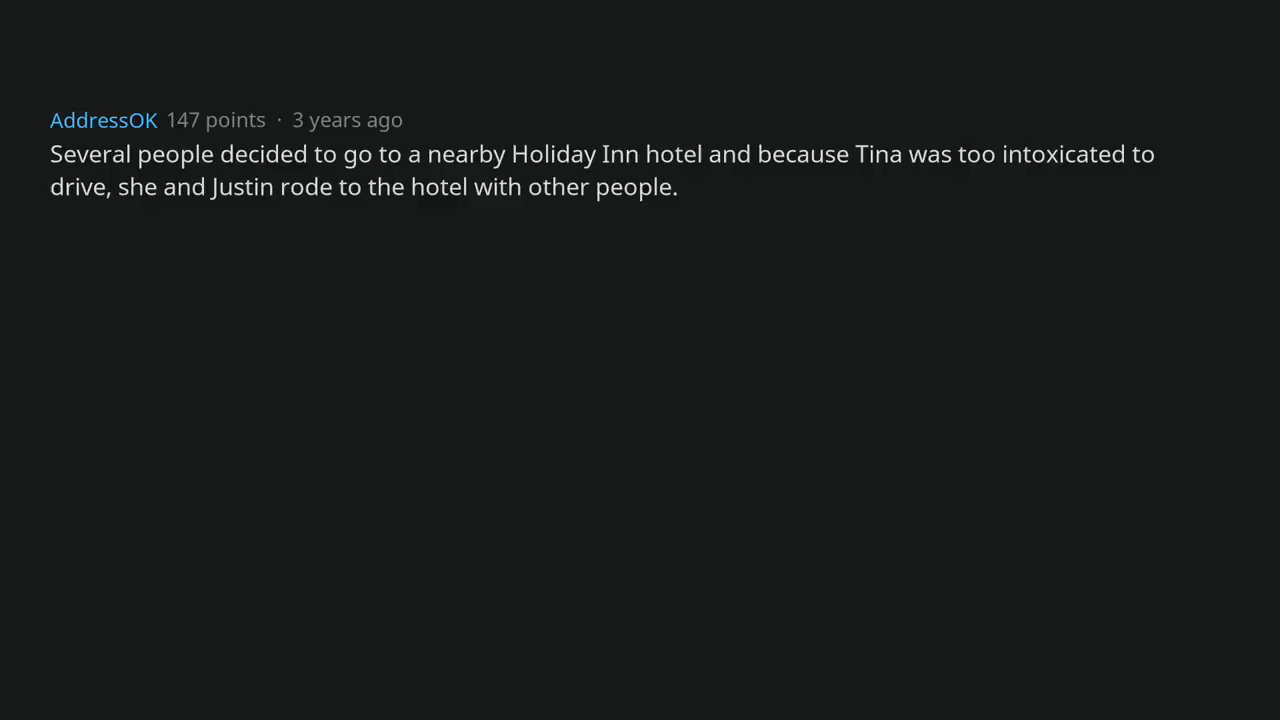 AddressOK 147 points · 3 years ago
Several people decided to go to a nearby Holiday Inn hotel and because Tina was too intoxicated to
drive, she and Justin rode to the hotel with other people.